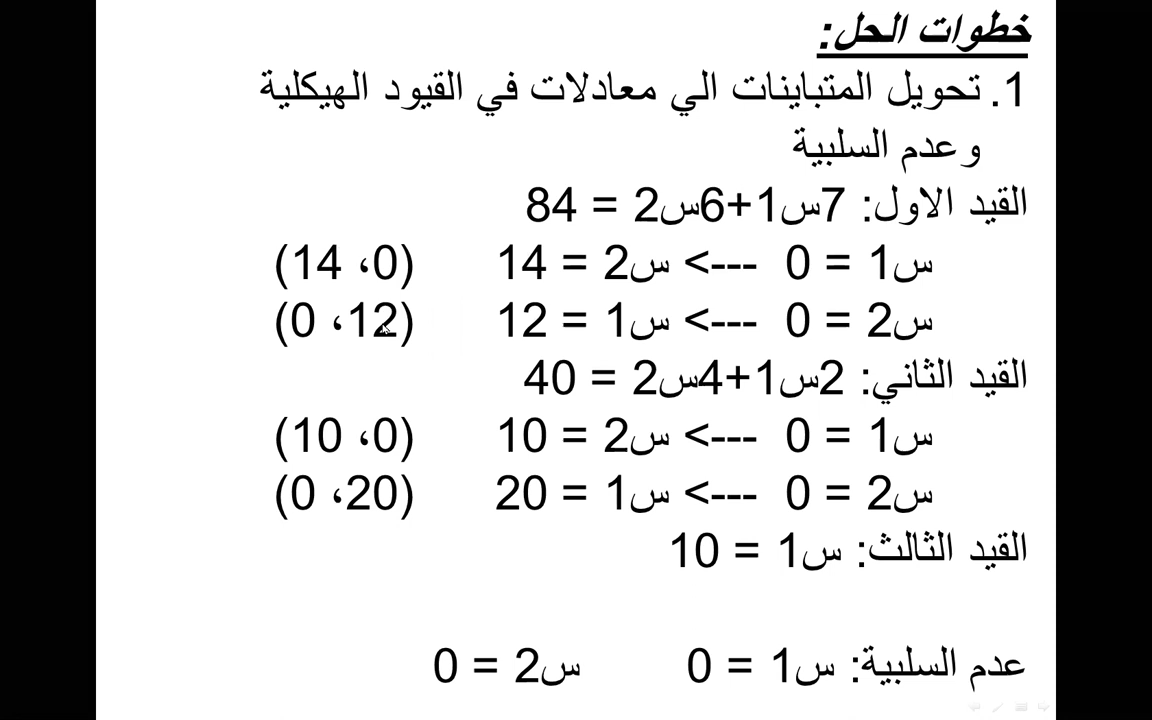 خطوات الحل:
1. تحويل المتباينات الي معادلات في القيود الهيكلية
وعدم السلبية
القيد الاول: 7س1+6س2 = 84
س1 = 0 ---> س2 = 14 (0، 14)
س2 = 0 ---> س1 = 12 (12، 0)
القيد الثاني: 2س1+4س2 = 40
س1 = 0 ---> س2 = 10 (0، 10)
س2 = 0 ---> س1 = 20 (20، 0)
القيد الثالث: س1 = 10
عدم السلبية: س1 = 0 س2 = 0